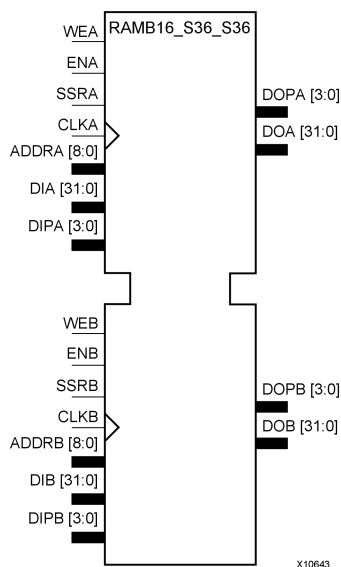 RAMB16_S36_S36
WEA
ENA
SSRA
CLKA
ADDRA [8:0]
DIA [31:0]
DIPA [3:0]
DOPA [3:0]
DOA [31:0]
WEB
ENB
SSRB
CLKB
ADDRB [8:0]
DIB [31:0]
DIPB [3:0]
DOPB [3:0]
DOB [31:0]
X10643